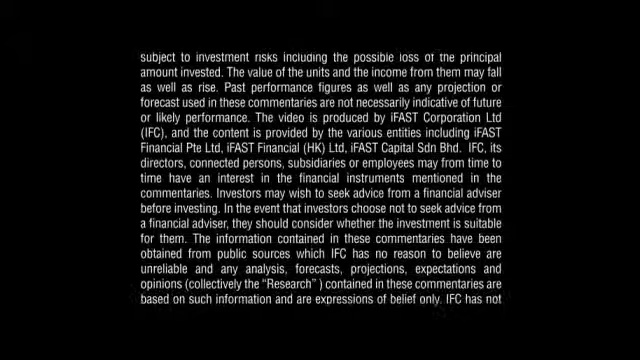 subject to investment risks including the possible loss of the principal
amount invested. The value of the units and the income from them may fall
as well as rise. Past performance figures as well as any projection or
forecast used in these commentaries are not necessarily indicative of future
or likely performance. The video is produced by iFAST Corporation Ltd
(IFC), and the content is provided by the various entities including iFAST
Financial Pte Ltd, iFAST Financial (HK) Ltd, iFAST Capital Sdn Bhd. IFC, its
directors, connected persons, subsidiaries or employees may from time to
time have an interest in the financial instruments mentioned in the
commentaries. Investors may wish to seek advice from a financial adviser
before investing. In the event that investors choose not to seek advice from
a financial adviser, they should consider whether the investment is suitable
for them. The information contained in these commentaries have been
obtained from public sources which IFC has no reason to believe are
unreliable and any analysis, forecasts, projections, expectations and
opinions (collectively the “Research” ) contained in these commentaries are
based on such information and are expressions of belief only. IFC has not